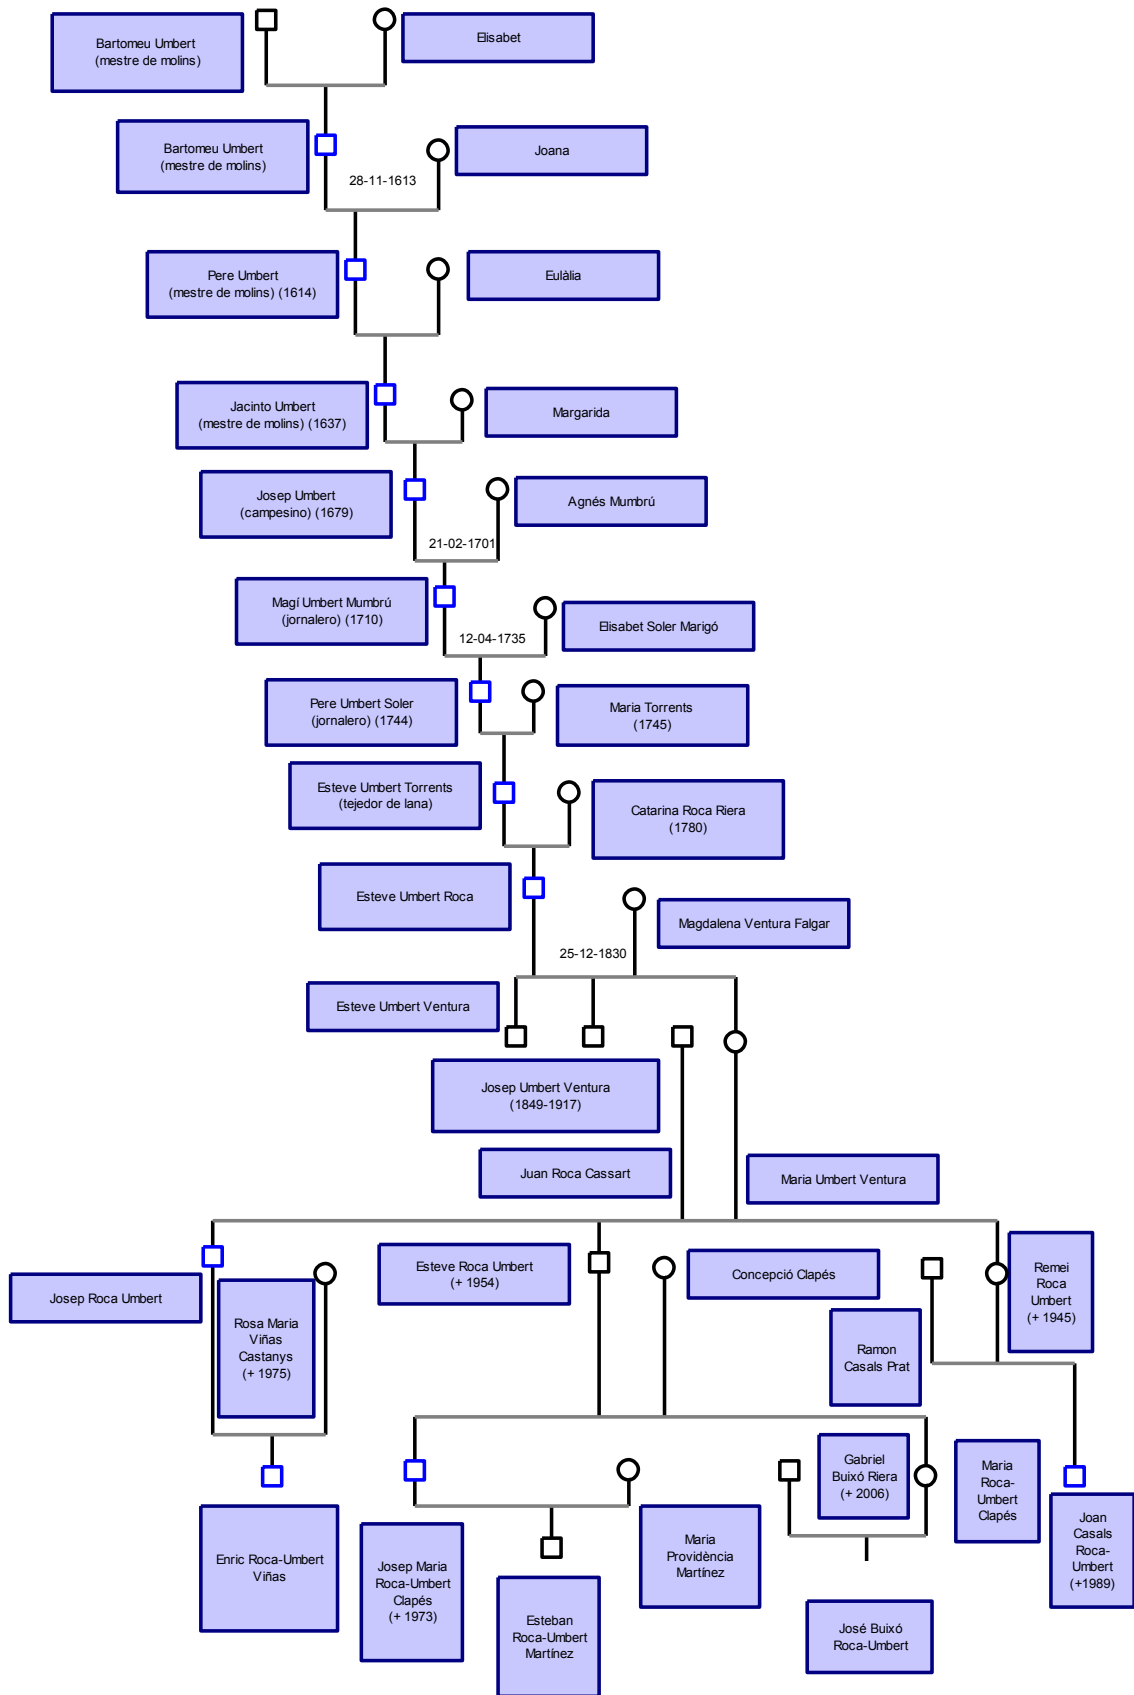 Bartomeu Umbert
(mestre de molins)
Elisabet
Bartomeu Umbert
(mestre de molins)
Joana
28-11-1613
Pere Umbert
(mestre de molins) (1614)
Eulàlia
Jacinto Umbert
(mestre de molins) (1637)
Margarida
Josep Umbert
(campesino) (1679)
Agnés Mumbrú
21-02-1701
Magí Umbert Mumbrú
(jornalero) (1710)
Elisabet Soler Marigó
12-04-1735
Pere Umbert Soler
(jornalero) (1744)
Maria Torrents
(1745)
Esteve Umbert Torrents
(tejedor de lana)
Catarina Roca Riera
(1780)
Esteve Umbert Roca
Magdalena Ventura Falgar
25-12-1830
Esteve Umbert Ventura
Josep Umbert Ventura
(1849-1917)
Juan Roca Cassart
Maria Umbert Ventura
Josep Roca Umbert
Rosa Maria
Viñas
Castanys
(+ 1975)
Esteve Roca Umbert
(+ 1954)
Concepció Clapés
Ramon
Casals Prat
Remei
Roca
Umbert
(+ 1945)
Enric Roca-Umbert
Viñas
Josep Maria
Roca-Umbert
Clapés
(+ 1973)
Esteban
Roca-Umbert
Martínez
Maria
Providència
Martínez
Gabriel
Buixó Riera
(+ 2006)
José Buixó
Roca-Umbert
Maria
Roca-
Umbert
Clapés
Joan
Casals
Roca-
Umbert
(+1989)